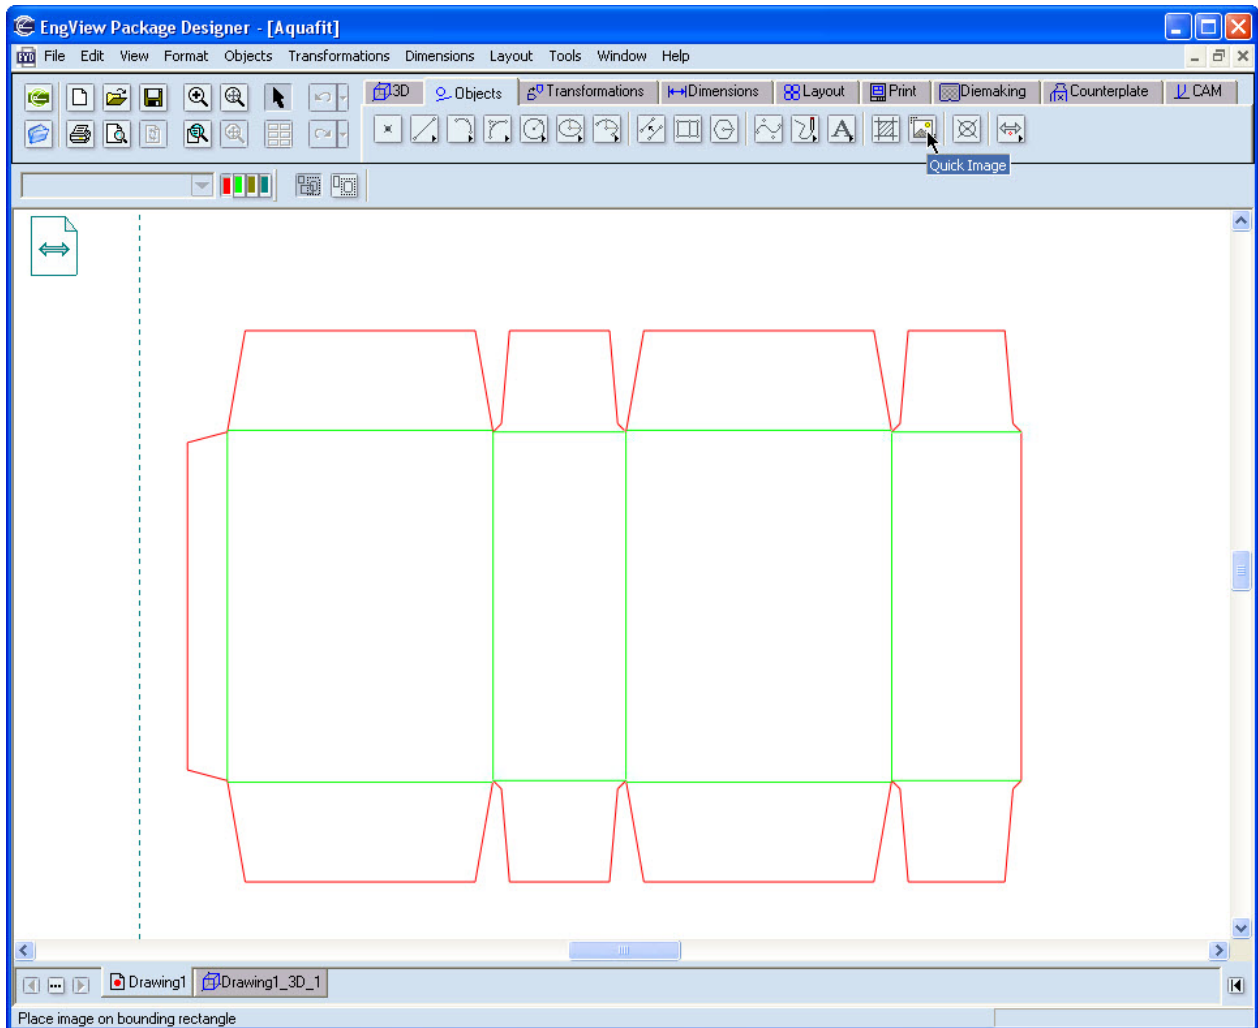 EngView Package Designer - [Aquafit]
File Edit View Format Objects Transformations Dimensions Layout Tools Window Help
3D Objects Transformations Dimensions Layout Print Diemaking Counterplate CAM
Quick Image
Drawing1 Drawing1_3D_1
Place image on bounding rectangle